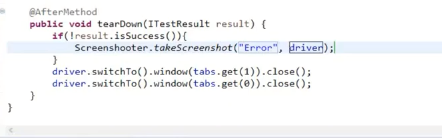 @AfterMethod
public void tearDown(ITestResult result) {
if(!result.isSuccess()){
Screenshooter.takeScreenshot("Error", driver);
}
driver.switchTo().window(tabs.get(1)).close();
driver.switchTo().window(tabs.get(0)).close();
}
}